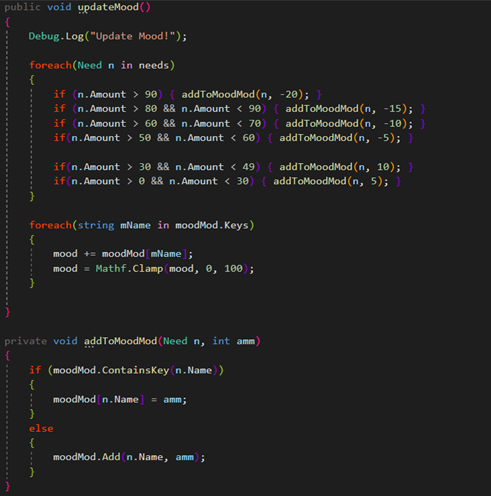 public void updateMood()
{
Debug.Log("Update Mood!");
foreach(Need n in needs)
{
if (n.Amount > 90) { addToMoodMod(n, -20); }
if (n.Amount > 80 && n.Amount < 90) { addToMoodMod(n, -15); }
if (n.Amount > 60 && n.Amount < 70) { addToMoodMod(n, -10); }
if(n.Amount > 50 && n.Amount < 60) { addToMoodMod(n, -5); }
if(n.Amount > 30 && n.Amount < 49) { addToMoodMod(n, 10); }
if(n.Amount > 0 && n.Amount < 30) { addToMoodMod(n, 5); }
}
foreach(string mName in moodMod.Keys)
{
mood += moodMod[mName];
mood = Mathf.Clamp(mood, 0, 100);
}
}
private void addToMoodMod(Need n, int amm)
{
if (moodMod.ContainsKey(n.Name))
{
moodMod[n.Name] = amm;
}
else
{
moodMod.Add(n.Name, amm);
}
}